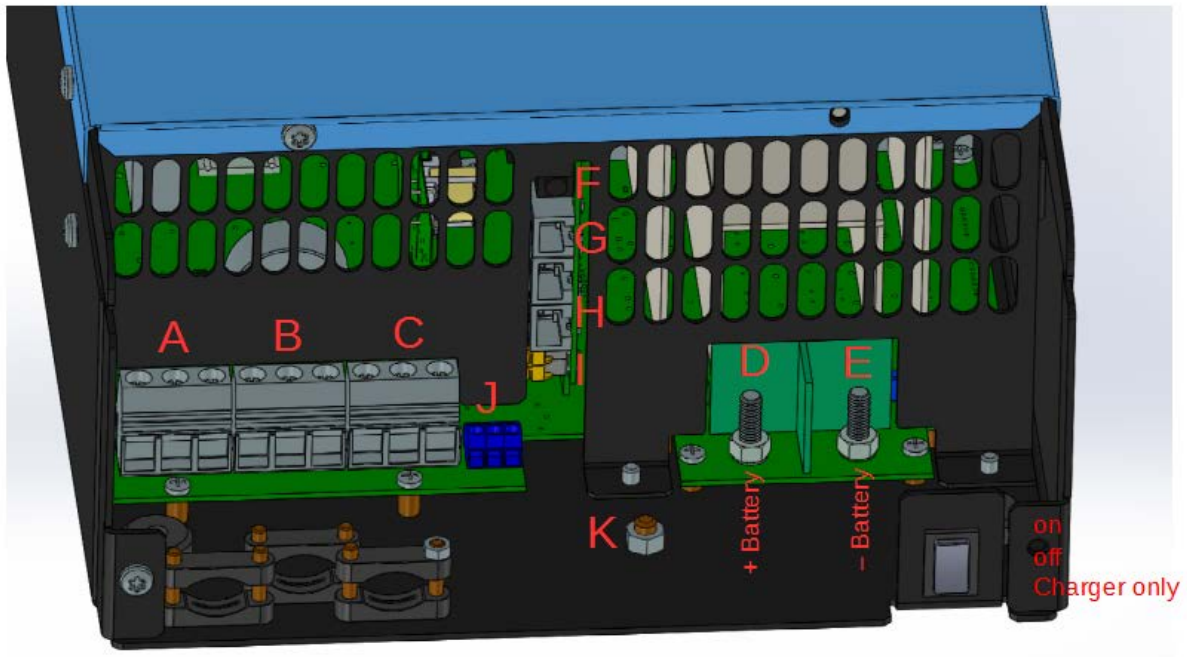 F
G
H
I
A
B
C
J
D
E
K
+ Battery
– Battery
on
off
Charger only